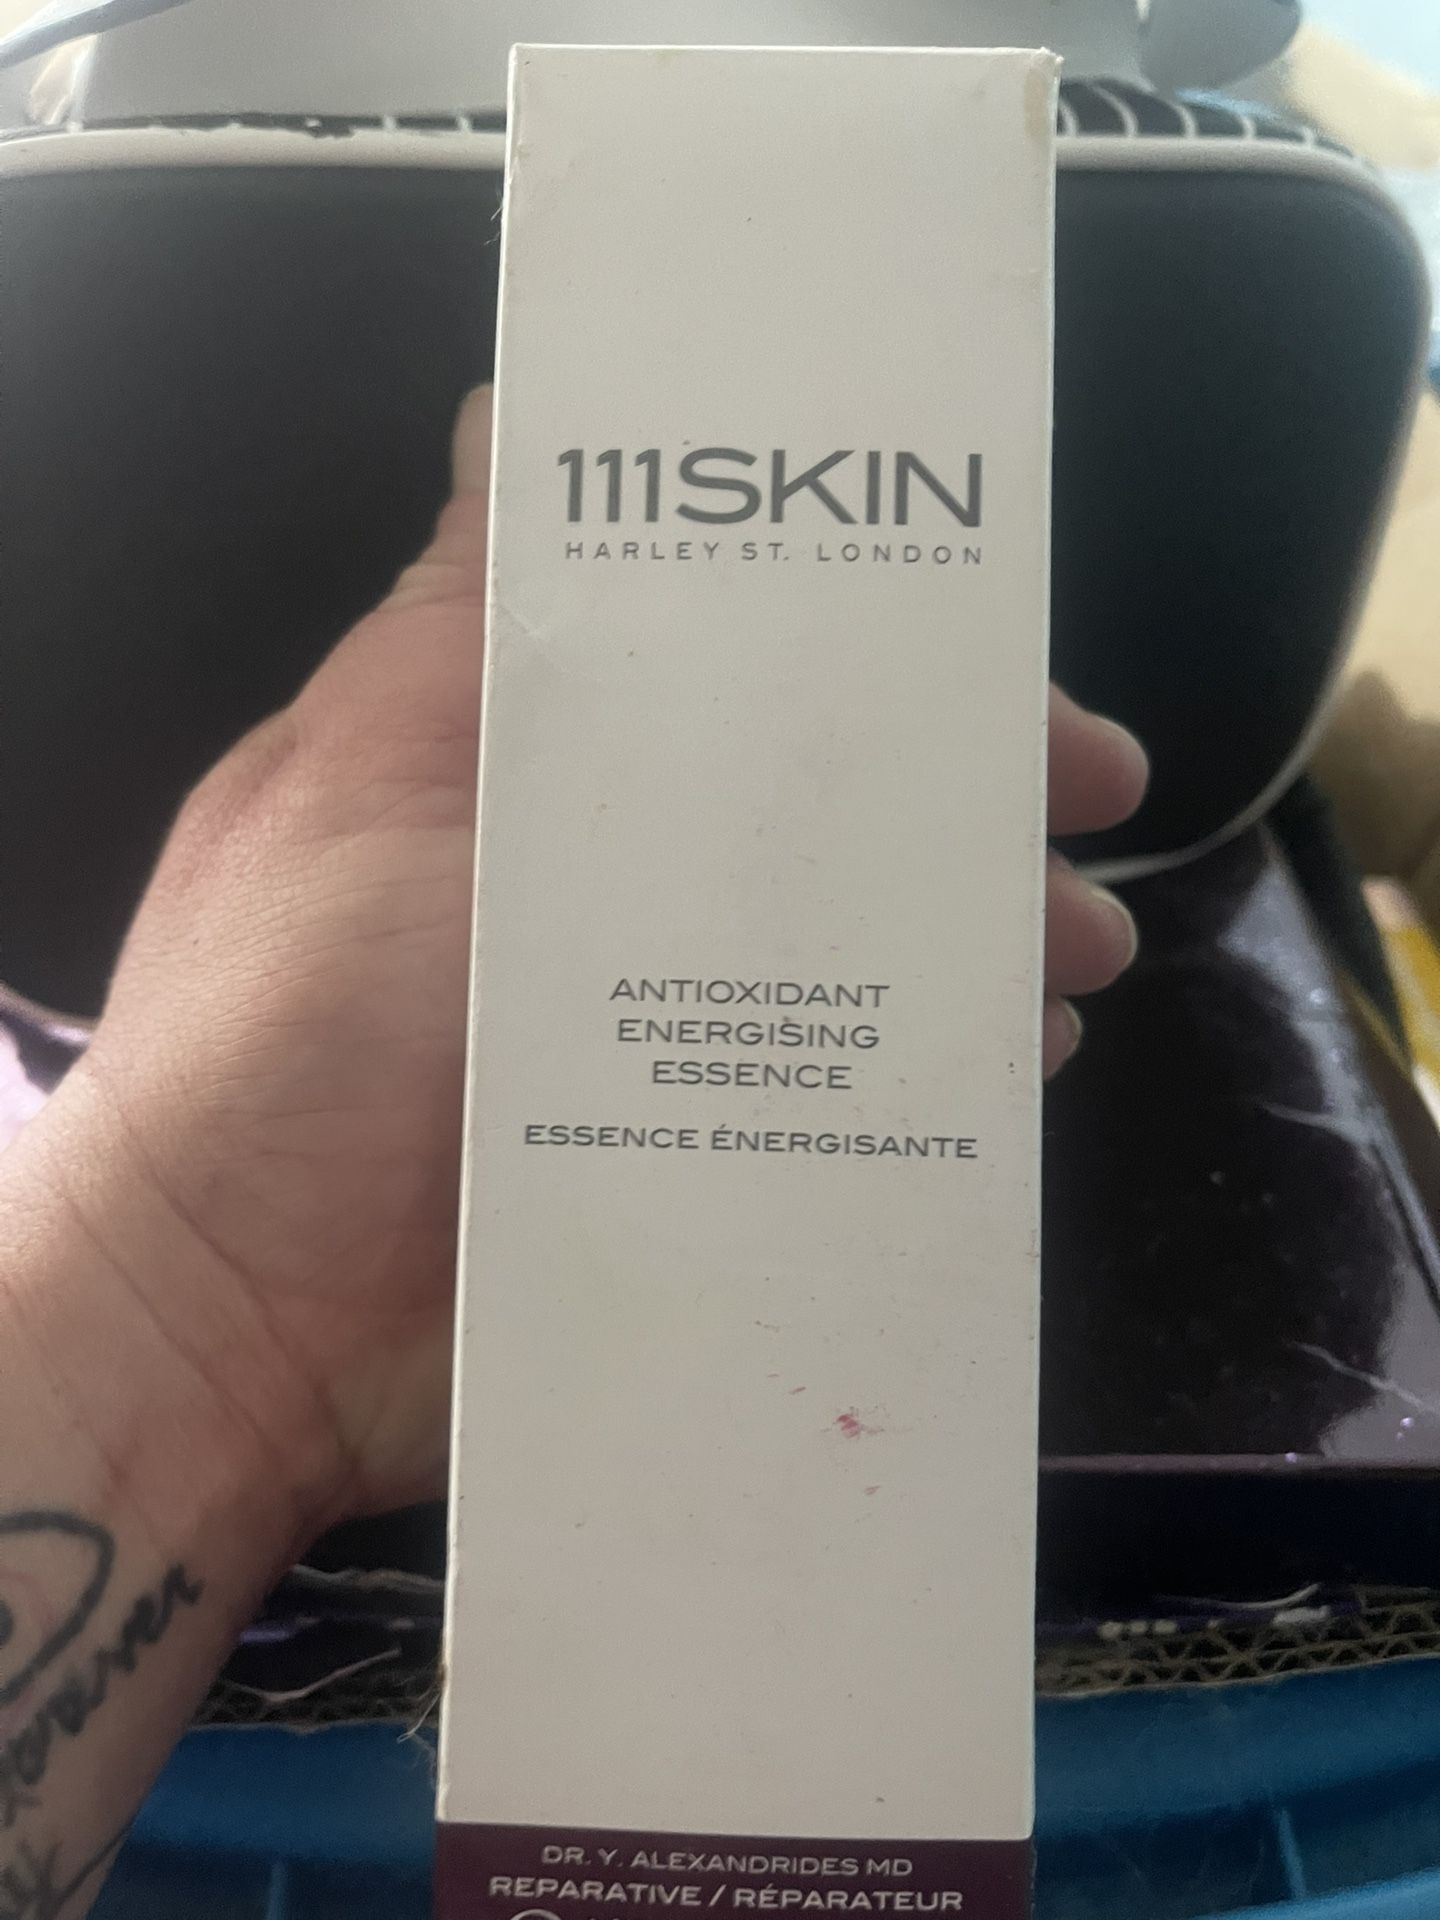 111SKIN
HARLEY ST. LONDON
ANTIOXIDANT
ENERGISING
ESSENCE
ESSENCE ÉNERGISANTE
DR. Y. ALEXANDRIDES MD
REPARATIVE / RÉPARATEUR